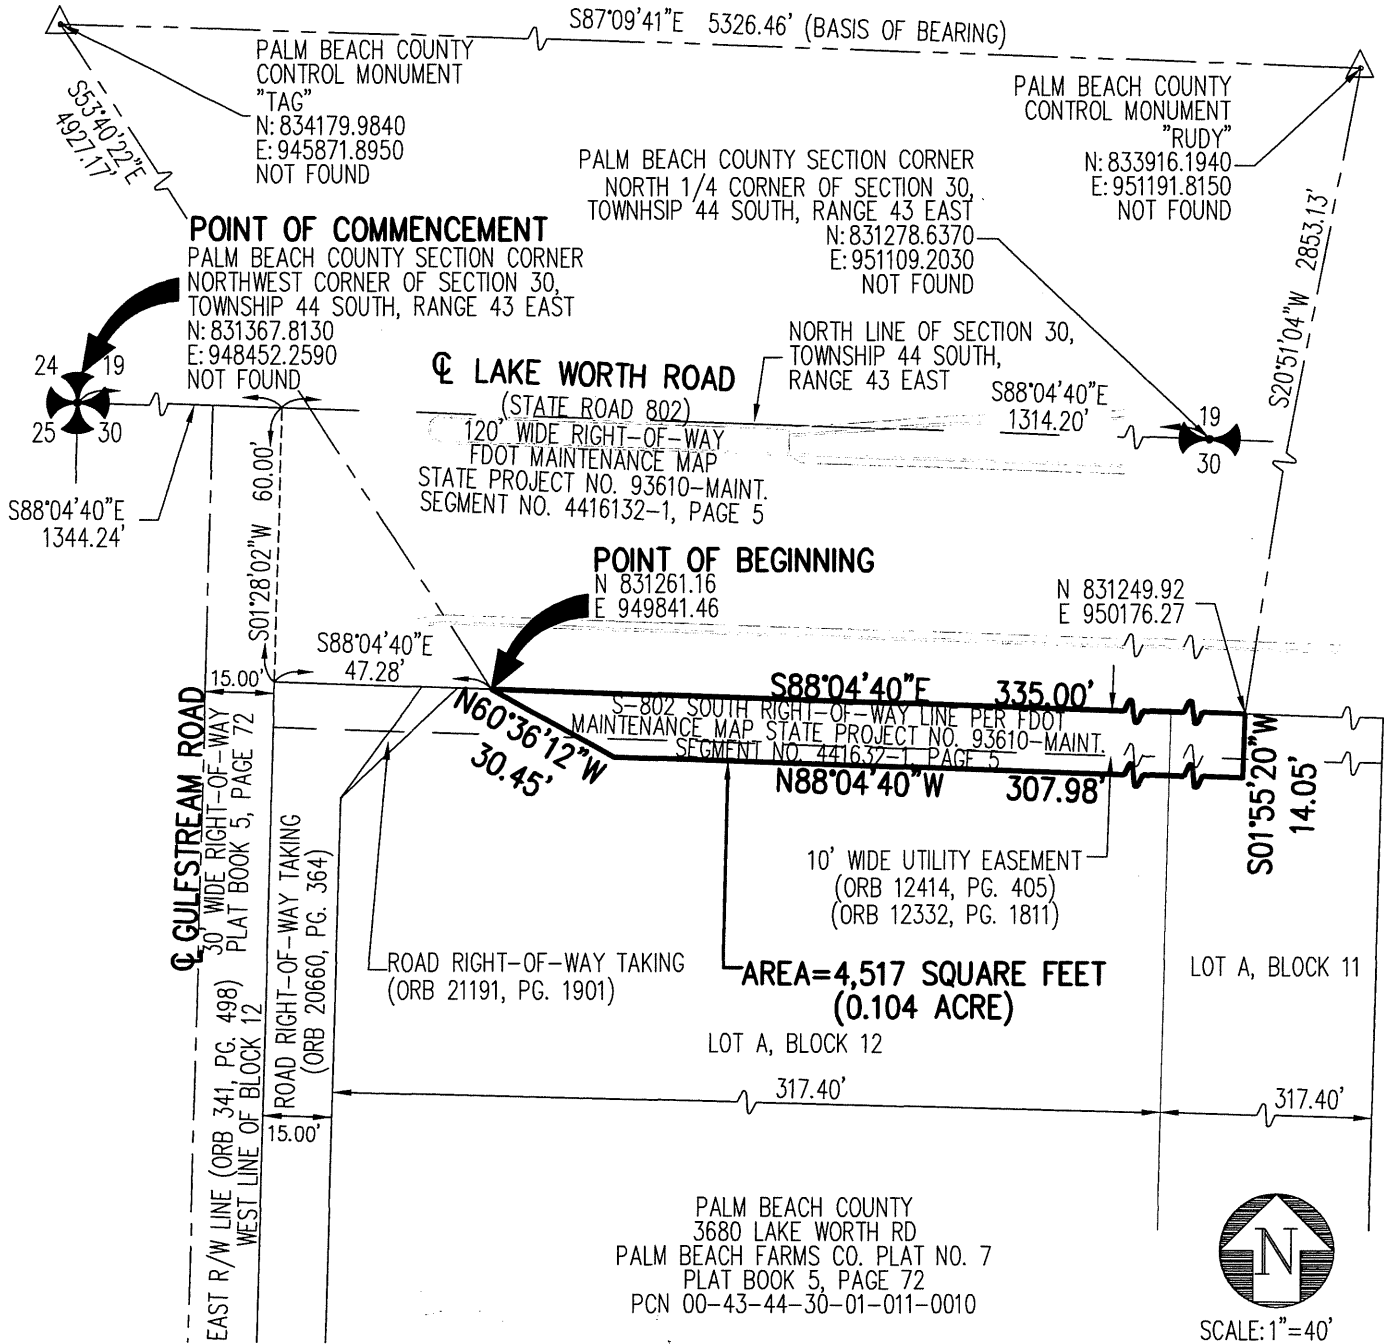 S87°09'41"E 5326.46' (BASIS OF BEARING)
S53°40'22"E
4927.17'
PALM BEACH COUNTY
CONTROL MONUMENT
"TAG"
N: 834179.9840
E: 945871.8950
NOT FOUND
PALM BEACH COUNTY
CONTROL MONUMENT
"RUDY"
N: 833916.1940
E: 951191.8150
NOT FOUND
PALM BEACH COUNTY SECTION CORNER
NORTH 1/4 CORNER OF SECTION 30,
TOWNHSIP 44 SOUTH, RANGE 43 EAST
N: 831278.6370
E: 951109.2030
NOT FOUND
S20°51'04"W 2853.13'
POINT OF COMMENCEMENT
PALM BEACH COUNTY SECTION CORNER
NORTHWEST CORNER OF SECTION 30,
TOWNSHIP 44 SOUTH, RANGE 43 EAST
N: 831367.8130
E: 948452.2590
NOT FOUND
24 19
25 30
S88°04'40"E
1344.24'
℄ LAKE WORTH ROAD
(STATE ROAD 802)
120' WIDE RIGHT-OF-WAY
FDOT MAINTENANCE MAP
STATE PROJECT NO. 93610-MAINT.
SEGMENT NO. 4416132-1, PAGE 5
NORTH LINE OF SECTION 30,
TOWNSHIP 44 SOUTH,
RANGE 43 EAST
S88°04'40"E
1314.20'
19
30
S01°28'02"W 60.00'
POINT OF BEGINNING
N 831261.16
E 949841.46
N 831249.92
E 950176.27
S88°04'40"E
47.28'
15.00'
S88°04'40"E 335.00'
S-802 SOUTH RIGHT-OF-WAY LINE PER FDOT
MAINTENANCE MAP STATE PROJECT NO. 93610-MAINT.
SEGMENT NO. 441632-1, PAGE 5
N60°36'12"W
30.45'
N88°04'40"W 307.98'
S01°55'20"W
14.05'
℄ GULFSTREAM ROAD
30' WIDE RIGHT-OF-WAY
PLAT BOOK 5, PAGE 72
EAST R/W LINE (ORB 341, PG. 498)
WEST LINE OF BLOCK 12
ROAD RIGHT-OF-WAY TAKING
(ORB 20660, PG. 364)
10' WIDE UTILITY EASEMENT
(ORB 12414, PG. 405)
(ORB 12332, PG. 1811)
ROAD RIGHT-OF-WAY TAKING
(ORB 21191, PG. 1901)
AREA=4,517 SQUARE FEET
(0.104 ACRE)
LOT A, BLOCK 11
LOT A, BLOCK 12
317.40'
317.40'
15.00'
PALM BEACH COUNTY
3680 LAKE WORTH RD
PALM BEACH FARMS CO. PLAT NO. 7
PLAT BOOK 5, PAGE 72
PCN 00-43-44-30-01-011-0010
N
SCALE: 1"=40'